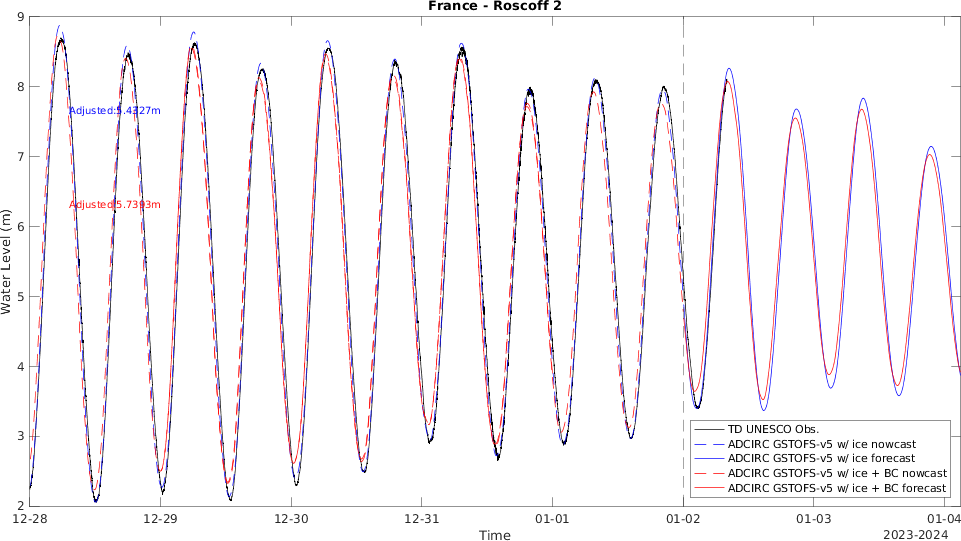 France - Roscoff 2
9
8
7
6
5
4
3
2
Water Level (m)
Adjusted:5.4327m
Adjusted:5.7393m
TD UNESCO Obs.
ADCIRC GSTOFS-v5 w/ ice nowcast
ADCIRC GSTOFS-v5 w/ ice forecast
ADCIRC GSTOFS-v5 w/ ice + BC nowcast
ADCIRC GSTOFS-v5 w/ ice + BC forecast
12-28 12-29 12-30 12-31 01-01 01-02 01-03 01-04
Time
2023-2024